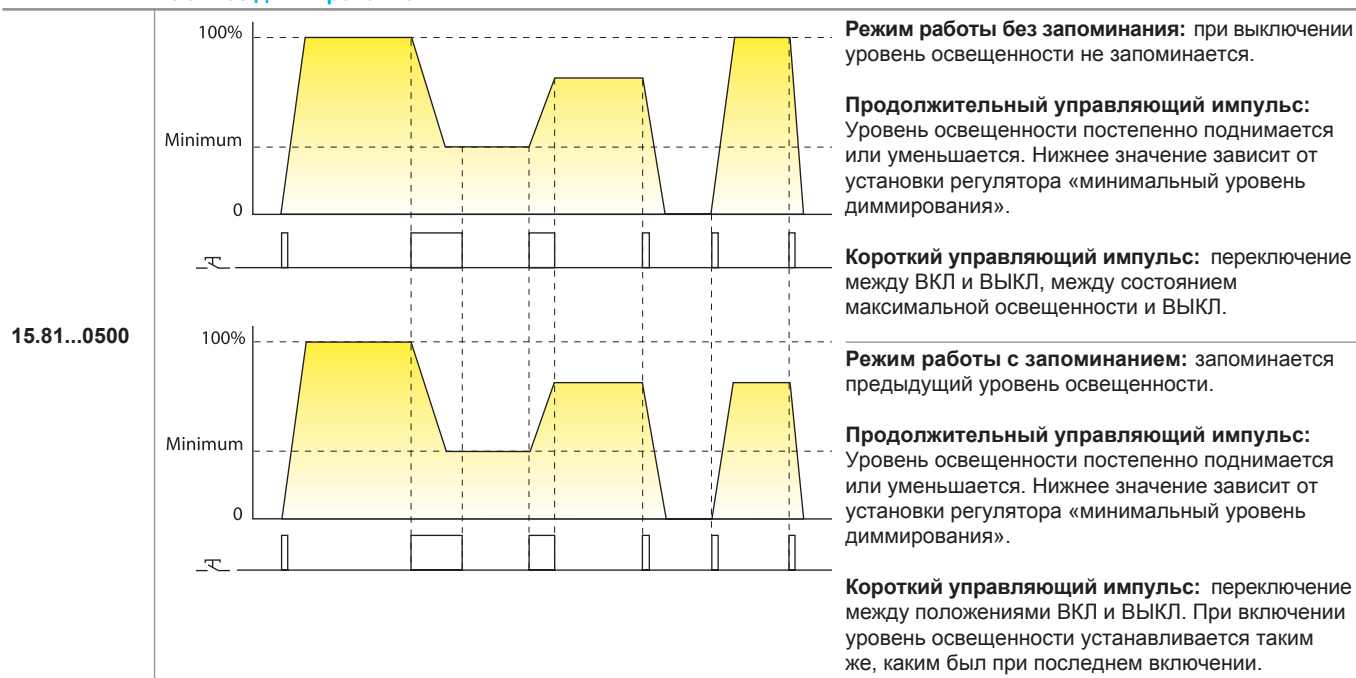 100%
Minimum
0
15.81...0500
100%
Minimum
0
Режим работы без запоминания: при выключении
уровень освещенности не запоминается.
Продолжительный управляющий импульс:
Уровень освещенности постепенно поднимается
или уменьшается. Нижнее значение зависит от
установки регулятора «минимальный уровень
диммирования».
Короткий управляющий импульс: переключение
между ВКЛ и ВЫКЛ, между состоянием
максимальной освещенности и ВЫКЛ.
Режим работы с запоминанием: запоминается
предыдущий уровень освещенности.
Продолжительный управляющий импульс:
Уровень освещенности постепенно поднимается
или уменьшается. Нижнее значение зависит от
установки регулятора «минимальный уровень
диммирования».
Короткий управляющий импульс: переключение
между положениями ВКЛ и ВЫКЛ. При включении
уровень освещенности устанавливается таким
же, каким был при последнем включении.